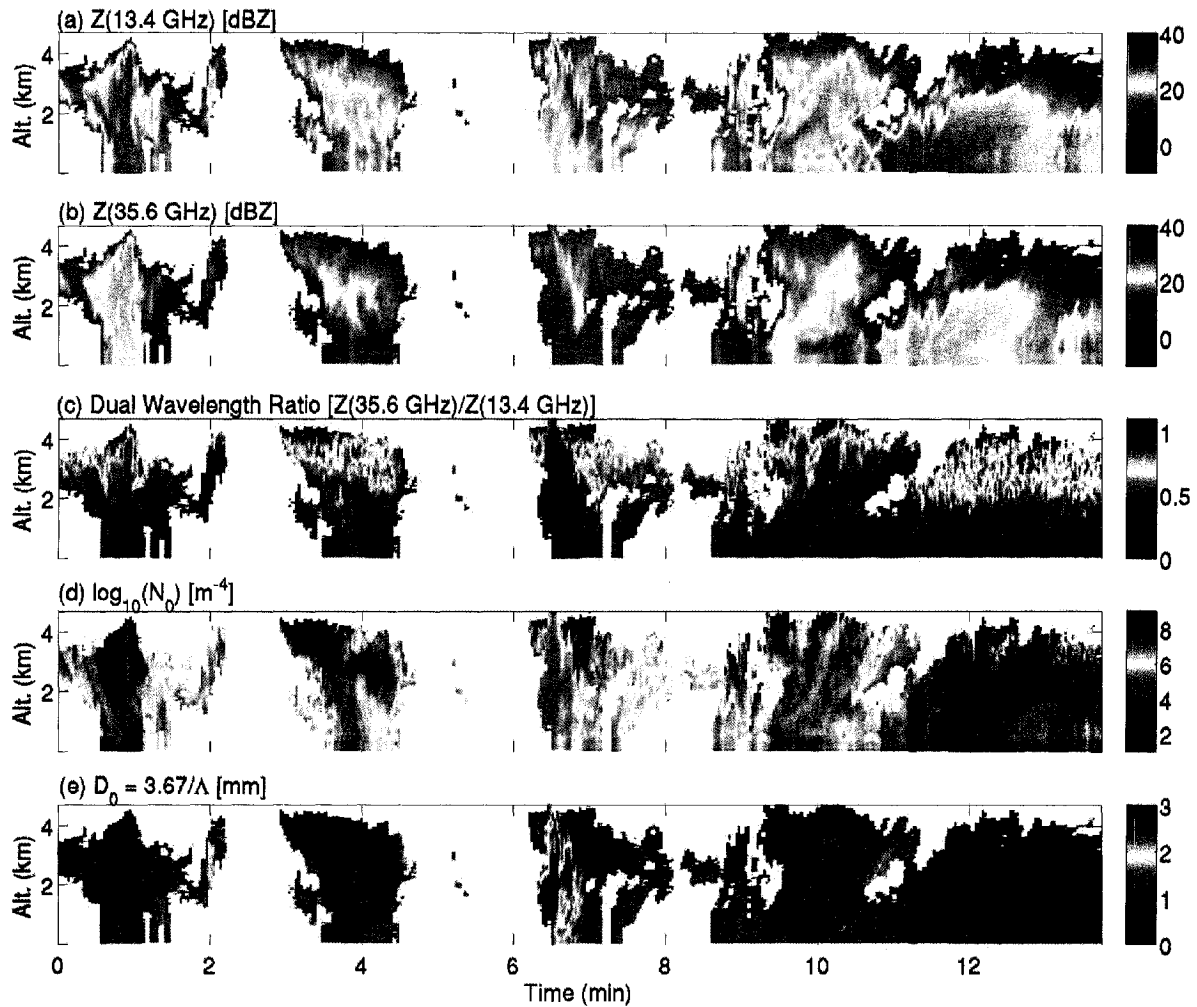 (a) Z(13.4 GHz) [dBZ]
Alt. (km)
4
2
40
20
0
(b) Z(35.6 GHz) [dBZ]
Alt. (km)
4
2
40
20
0
(c) Dual Wavelength Ratio [Z(35.6 GHz)/Z(13.4 GHz)]
Alt. (km)
4
2
1
0.5
0
(d) log₁₀(N₀) [m⁻⁴]
Alt. (km)
4
2
8
6
4
2
(e) D₀ = 3.67/Λ [mm]
Alt. (km)
4
2
3
2
1
0
0 2 4 6 8 10 12
Time (min)